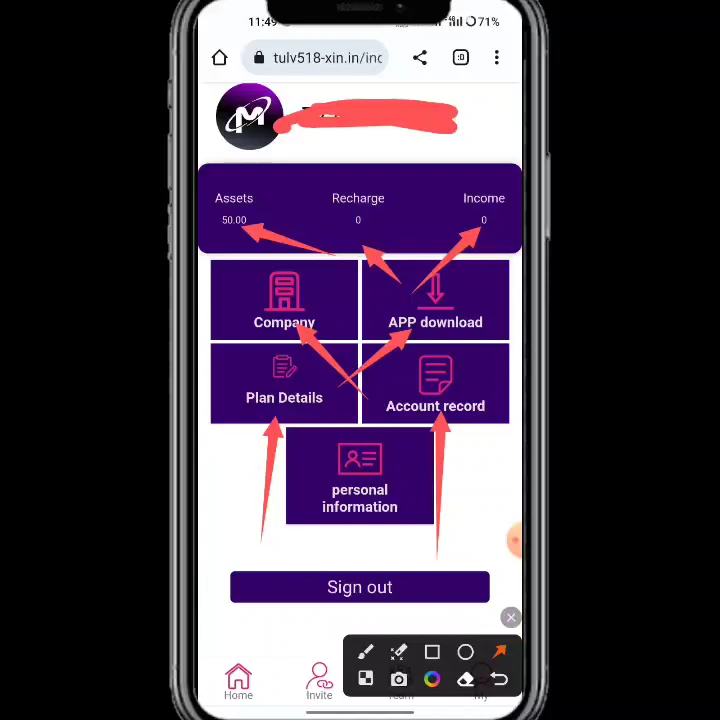 11:49
71%
tulv518-xin.in/inc
M
Assets
Recharge
Income
50.00
0
0
Company
APP download
Plan Details
Account record
personal
information
Sign out
Home
Invite
My